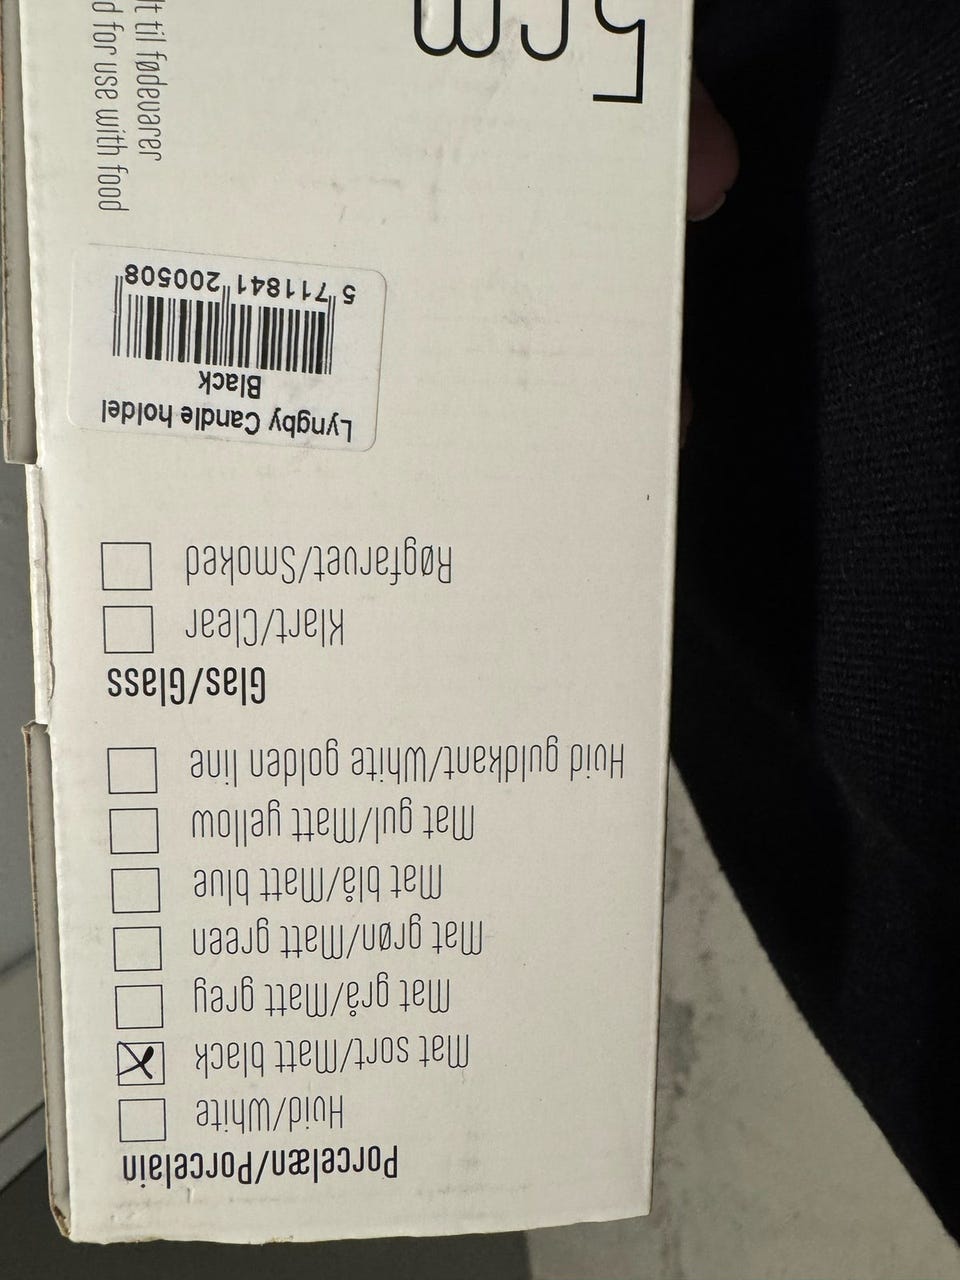 Porcelæn/Porcelain
Hvid/White
Mat sort/Matt black
Mat grå/Matt grey
Mat grøn/Matt green
Mat blå/Matt blue
Mat gul/Matt yellow
Hvid guldkant/White golden line
Glas/Glass
Klart/Clear
Røgfarvet/Smoked
Lyngby Candle holdel
Black
5 711841 200508
5cm
til fødevarer
for use with food